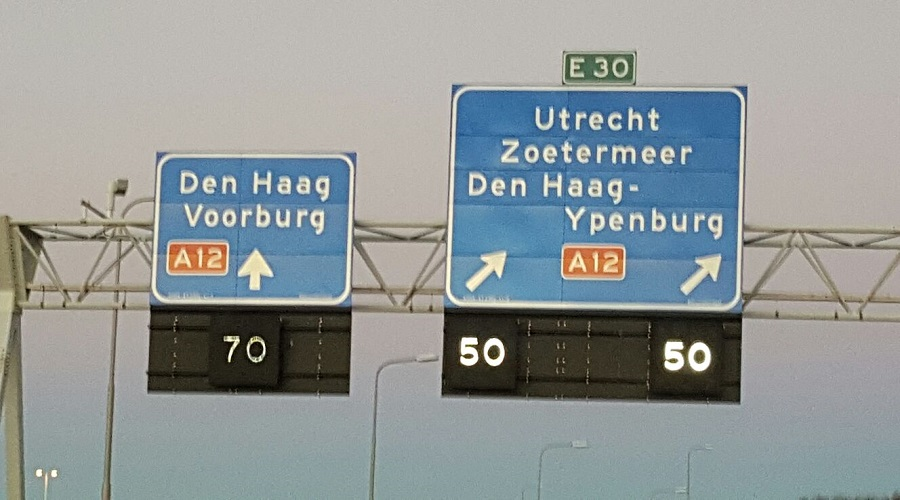 Den Haag
Voorburg
A12
70
E 30
Utrecht
Zoetermeer
Den Haag-
Ypenburg
A12
50
50